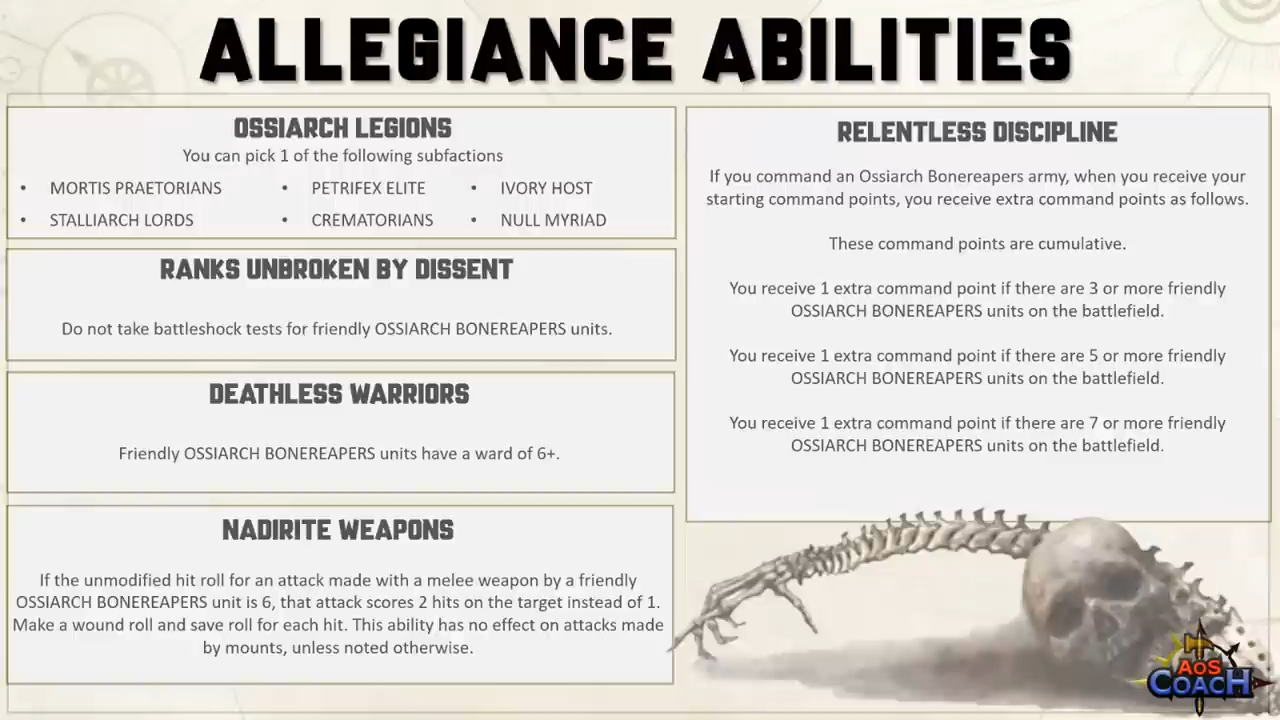 ALLEGIANCE ABILITIES
OSSIARCH LEGIONS
You can pick 1 of the following subfactions
• MORTIS PRAETORIANS • PETRIFEX ELITE • IVORY HOST
• STALLIARCH LORDS • CREMATORIANS • NULL MYRIAD
RANKS UNBROKEN BY DISSENT
Do not take battleshock tests for friendly OSSIARCH BONEREAPERS units.
DEATHLESS WARRIORS
Friendly OSSIARCH BONEREAPERS units have a ward of 6+.
NADIRITE WEAPONS
If the unmodified hit roll for an attack made with a melee weapon by a friendly
OSSIARCH BONEREAPERS unit is 6, that attack scores 2 hits on the target instead of 1.
Make a wound roll and save roll for each hit. This ability has no effect on attacks made
by mounts, unless noted otherwise.
RELENTLESS DISCIPLINE
If you command an Ossiarch Bonereapers army, when you receive your
starting command points, you receive extra command points as follows.
These command points are cumulative.
You receive 1 extra command point if there are 3 or more friendly
OSSIARCH BONEREAPERS units on the battlefield.
You receive 1 extra command point if there are 5 or more friendly
OSSIARCH BONEREAPERS units on the battlefield.
You receive 1 extra command point if there are 7 or more friendly
OSSIARCH BONEREAPERS units on the battlefield.
AOS
COACH